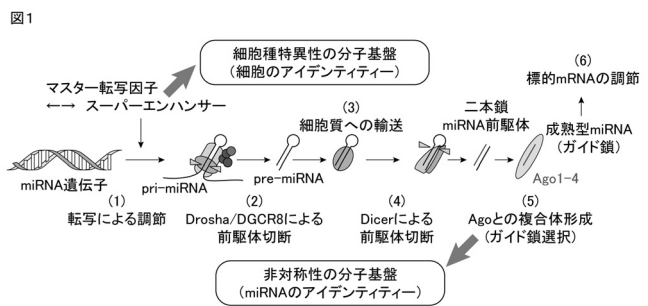 図1
細胞種特異性の分子基盤
(細胞のアイデンティティー)
マスター転写因子
←→ スーパーエンハンサー
(6)
標的mRNAの調節
(3)
細胞質への輸送
二本鎖
miRNA前駆体
成熟型miRNA
(ガイド鎖)
miRNA遺伝子
pri-miRNA
pre-miRNA
Ago1-4
(1)
転写による調節
(2)
Drosha/DGCR8による
前駆体切断
(4)
Dicerによる
前駆体切断
(5)
Agoとの複合体形成
(ガイド鎖選択)
非対称性の分子基盤
(miRNAのアイデンティティー)